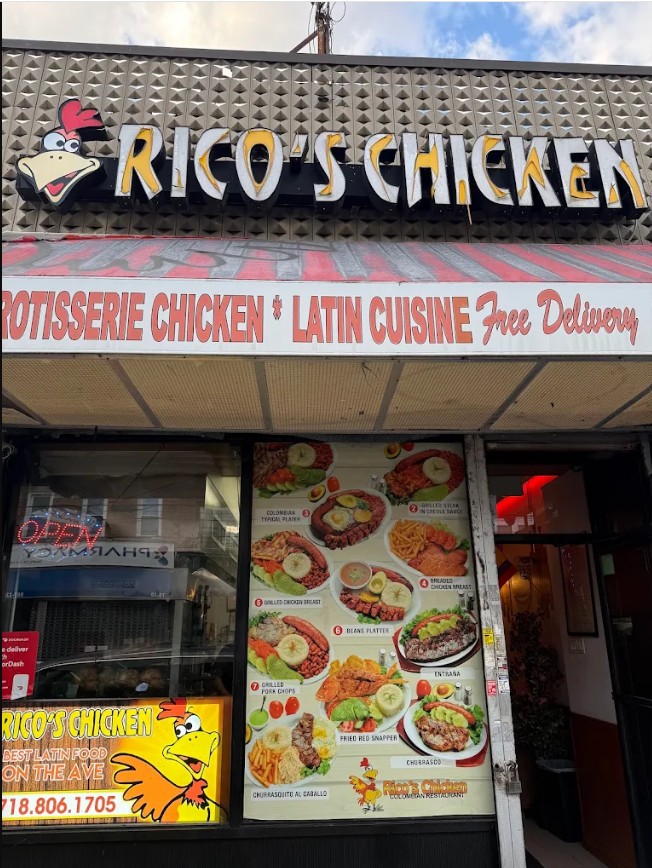 RICO'S CHICKEN
ROTISSERIE CHICKEN * LATIN CUISINE Free Delivery
OPEN
PHARMACY
DOORDASH
RICO'S CHICKEN
BEST LATIN FOOD
ON THE AVE
718.806.1705
COLOMBIAN
TYPICAL PLATER 3
2 GRILLED STEAK
IN CREOLE SAUCE
5 GRILLED CHICKEN BREAST
4 BREADED
CHICKEN BREAST
6 BEANS PLATTER
ENTRAÑA
7 GRILLED
PORK CHOPS
FRIED RED SNAPPER
CHURRASCO
CHURRASQUITO AL CABALLO
Rico's Chicken
COLOMBIAN RESTAURANT